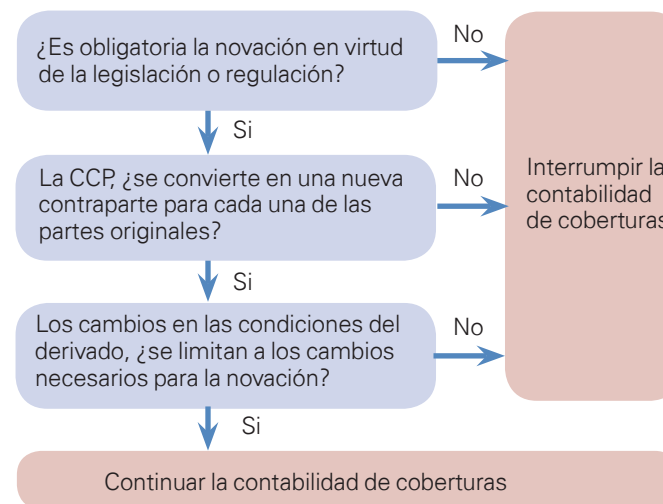 ¿Es obligatoria la novación en virtud
de la legislación o regulación?
No
Si
La CCP, ¿se convierte en una nueva
contraparte para cada una de las
partes originales?
No
Interrumpir la
contabilidad
de coberturas
Si
Los cambios en las condiciones del
derivado, ¿se limitan a los cambios
necesarios para la novación?
No
Si
Continuar la contabilidad de coberturas